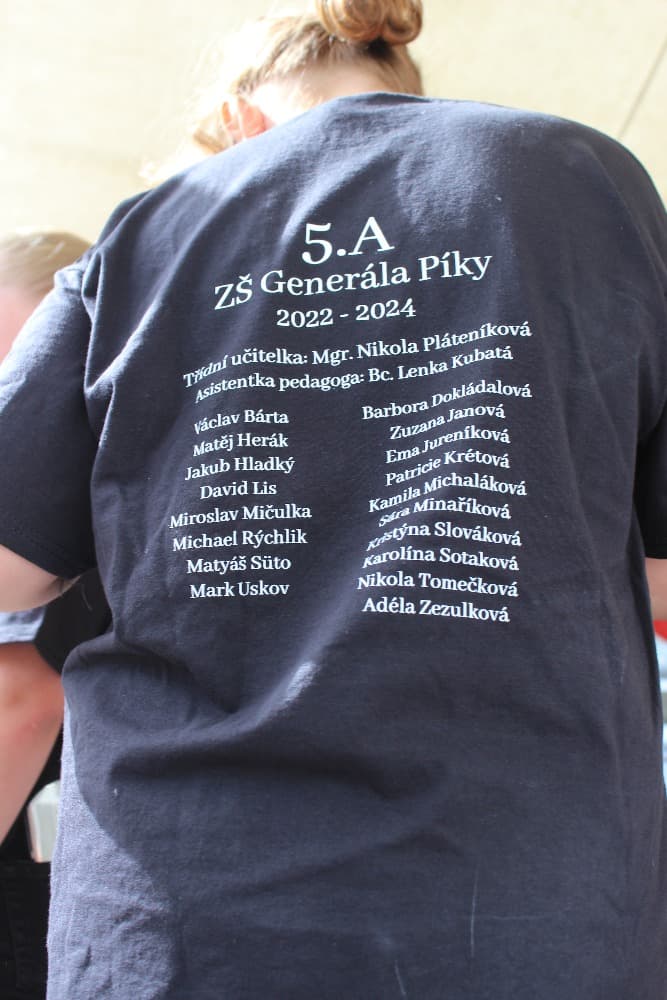 5.A
ZŠ Generála Píky
2022 - 2024
Třídní učitelka: Mgr. Nikola Pláteníková
Asistentka pedagoga: Bc. Lenka Kubatá
Václav Bárta
Matěj Herák
Jakub Hladký
David Lis
Miroslav Mičulka
Michael Rýchlik
Matyáš Süto
Mark Uskov
Barbora Dokládalová
Zuzana Janová
Ema Jureníková
Patricie Krétová
Kamila Michaláková
Sára Minaříková
Kristýna Slováková
Karolína Sotaková
Nikola Tomečková
Adéla Zezulková